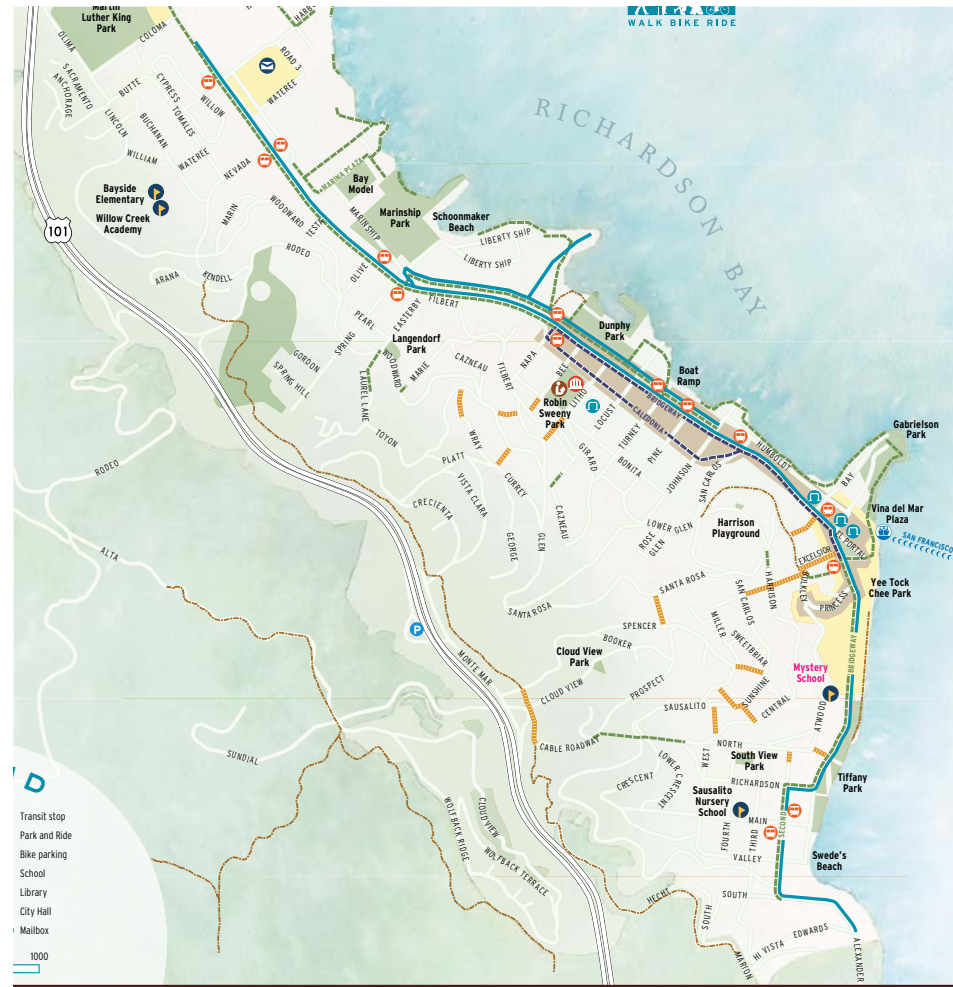 WALK BIKE RIDE
Martin
Luther King
Park
HARB
OLIMA
COLOMA
ROAD 3
SACRAMENTO
ANCHORAGE
BUTTE
CYPRESS
TOMALES
WILLOW
WATEREE
LINCOLN
BUCHANAN
RICHARDSON
BAY
WILLIAM
WATEREE
NEVADA
MARINA PLAZA
Bay
Model
Bayside
Elementary
Willow Creek
Academy
MARIN
WOODWARD
TESTA
MARINSHIP
Marinship
Park
Schoonmaker
Beach
101
LIBERTY SHIP
LIBERTY SHIP
RODEO
OLIVE
ARANA
KENDELL
FILBERT
EASTERBY
PEARL
SPRING
Langendorf
Park
Dunphy
Park
GORDON
SPRING HILL
WOODWARD
MARIE
CAZNEAU
FILBERT
NAPA
BEE
LITHO
Boat
Ramp
LAUREL LANE
Robin
Sweeny
Park
LOCUST
CALEDONIA
BRIDGEWAY
TURNEY
TOYON
WRAY
GIRARD
BONITA
PINE
JOHNSON
SAN CARLOS
HUMBOLDT
Gabrielson
Park
RODEO
PLATT
VISTA CLARA
CURREY
BAY
CRECIENTA
CAZNEAU
GLEN
GEORGE
LOWER GLEN
ROSE
GLEN
Harrison
Playground
Vina del Mar
Plaza
EL PORTAL
SAN FRANCISCO
ALTA
EXCELSIOR
SANTA ROSA
HARRISON
BULKLEY
Yee Tock
Chee Park
SAN CARLOS
PRINCESS
SANTA ROSA
SPENCER
MILLER
SWEETBRIAR
BOOKER
Cloud View
Park
P
MONTE MAR
BRIDGEWAY
CLOUD VIEW
PROSPECT
SUNSHINE
Mystery
School
SAUSALITO
CENTRAL
ATWOOD
CABLE ROADWAY
NORTH
WEST
South View
Park
SUNDIAL
CRESCENT
LOWER CRESCENT
RICHARDSON
Tiffany
Park
Sausalito
Nursery
School
SECOND
MAIN
FOURTH
THIRD
VALLEY
Swede's
Beach
WOLFBACK RIDGE
CLOUD VIEW
WOLFBACK TERRACE
HECHT
SOUTH
SOUTH
EDWARDS
HI VISTA
MARION
ALEXANDER
D
Transit stop
Park and Ride
Bike parking
School
Library
City Hall
Mailbox
1000